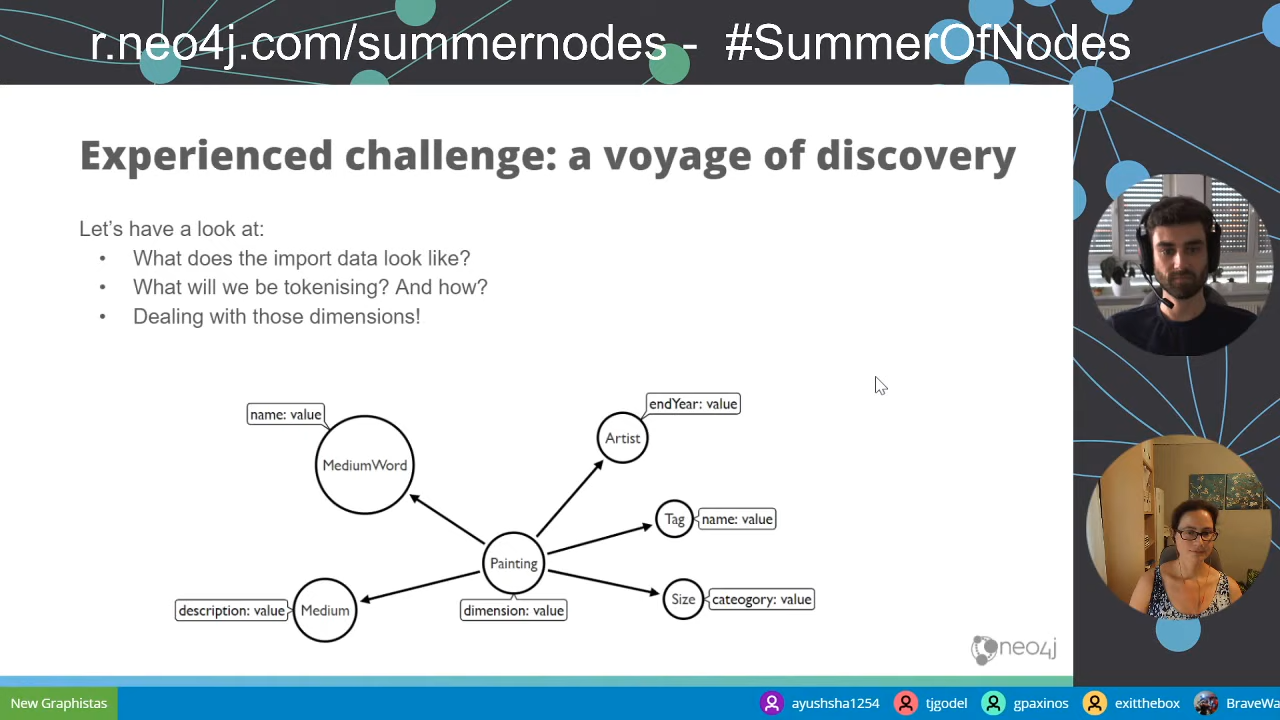 r.neo4j.com/summernodes - #SummerOfNodes
Experienced challenge: a voyage of discovery
Let's have a look at:
• What does the import data look like?
• What will we be tokenising? And how?
• Dealing with those dimensions!
name: value
MediumWord
endYear: value
Artist
Tag
name: value
Painting
dimension: value
description: value
Medium
Size
cateogory: value
neo4j
New Graphistas
ayushsha1254
tjgodel
gpaxinos
exitthebox
BraveWa